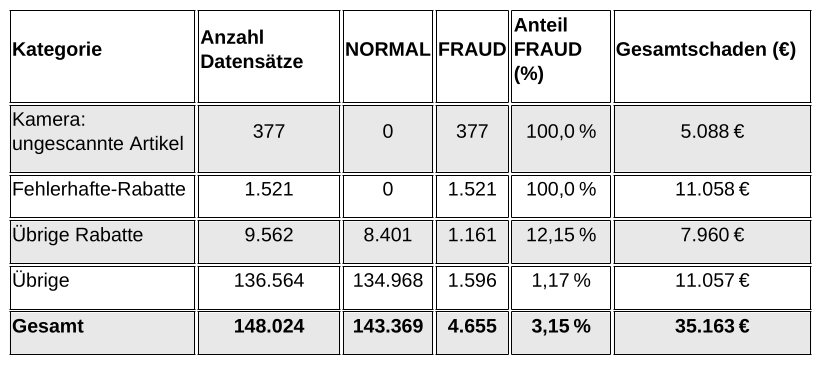 Kategorie
Anzahl
Datensätze
NORMAL
FRAUD
Anteil
FRAUD
(%)
Gesamtschaden (€)
Kamera:
ungescannte Artikel
377
0
377
100,0 %
5.088 €
Fehlerhafte-Rabatte
1.521
0
1.521
100,0 %
11.058 €
Übrige Rabatte
9.562
8.401
1.161
12,15 %
7.960 €
Übrige
136.564
134.968
1.596
1,17 %
11.057 €
Gesamt
148.024
143.369
4.655
3,15 %
35.163 €